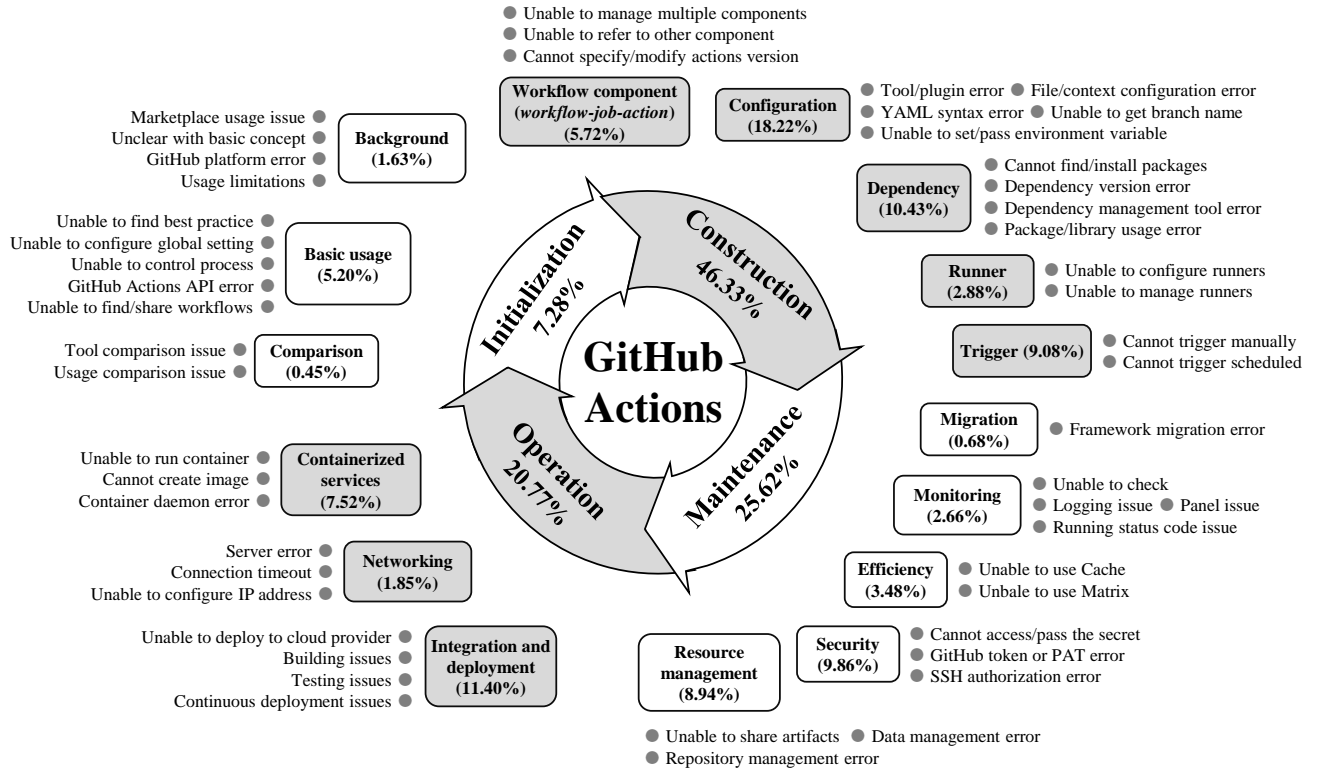 Unable to manage multiple components
Unable to refer to other component
Cannot specify/modify actions version
Workflow component
(workflow-job-action)
(5.72%)
Configuration
(18.22%)
Tool/plugin error
File/context configuration error
YAML syntax error
Unable to get branch name
Unable to set/pass environment variable
Dependency
(10.43%)
Cannot find/install packages
Dependency version error
Dependency management tool error
Package/library usage error
Runner
(2.88%)
Unable to configure runners
Unable to manage runners
Trigger (9.08%)
Cannot trigger manually
Cannot trigger scheduled
Migration
(0.68%)
Framework migration error
Monitoring
(2.66%)
Unable to check
Logging issue
Panel issue
Running status code issue
Efficiency
(3.48%)
Unable to use Cache
Unbale to use Matrix
Security
(9.86%)
Cannot access/pass the secret
GitHub token or PAT error
SSH authorization error
Resource
management
(8.94%)
Unable to share artifacts
Data management error
Repository management error
Integration and
deployment
(11.40%)
Unable to deploy to cloud provider
Building issues
Testing issues
Continuous deployment issues
Networking
(1.85%)
Server error
Connection timeout
Unable to configure IP address
Containerized
services
(7.52%)
Unable to run container
Cannot create image
Container daemon error
Comparison
(0.45%)
Tool comparison issue
Usage comparison issue
Basic usage
(5.20%)
Unable to find best practice
Unable to configure global setting
Unable to control process
GitHub Actions API error
Unable to find/share workflows
Background
(1.63%)
Marketplace usage issue
Unclear with basic concept
GitHub platform error
Usage limitations
Initialization
7.28%
Construction
46.33%
Maintenance
25.62%
Operation
20.77%
GitHub
Actions